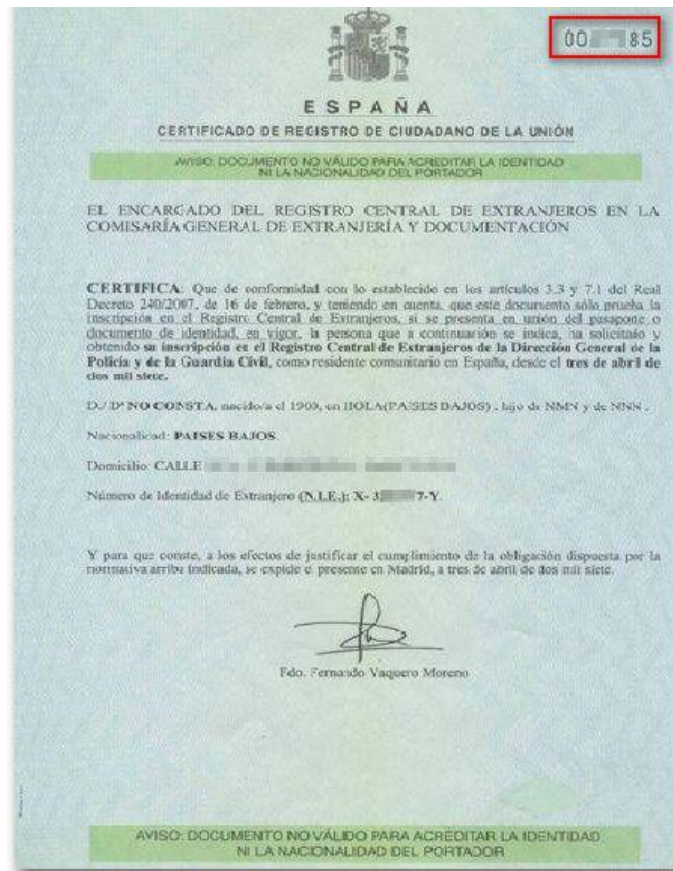 00 85
ESPAÑA
CERTIFICADO DE REGISTRO DE CIUDADANO DE LA UNIÓN
AVISO: DOCUMENTO NO VÁLIDO PARA ACREDITAR LA IDENTIDAD
NI LA NACIONALIDAD DEL PORTADOR
EL ENCARGADO DEL REGISTRO CENTRAL DE EXTRANJEROS EN LA
COMISARÍA GENERAL DE EXTRANJERÍA Y DOCUMENTACIÓN
CERTIFICA: Que de conformidad con lo establecido en los artículos 3.3 y 7.1 del Real
Decreto 240/2007, de 16 de febrero, y teniendo en cuenta, que este documento sólo prueba la
inscripción en el Registro Central de Extranjeros, si se presenta en unión del pasaporte o
documento de identidad, en vigor, la persona que a continuación se indica, ha solicitado y
obtenido su inscripción en el Registro Central de Extranjeros de la Dirección General de la
Policía y de la Guardia Civil, como residente comunitario en España, desde el tres de abril de
dos mil siete.
D./ Dª NO CONSTA, nacido/a el 1900, en HOLA(PAISES BAJOS) , hijo de NMN y de NNN .
Nacionalidad: PAISES BAJOS.
Domicilio: CALLE
Número de Identidad de Extranjero (N.I.E.): X- 3 7-Y.
Y para que conste, a los efectos de justificar el cumplimiento de la obligación dispuesta por la
normativa arriba indicada, se expide el presente en Madrid, a tres de abril de dos mil siete.
Fdo. Fernando Vaquero Moreno
AVISO: DOCUMENTO NO VÁLIDO PARA ACREDITAR LA IDENTIDAD
NI LA NACIONALIDAD DEL PORTADOR